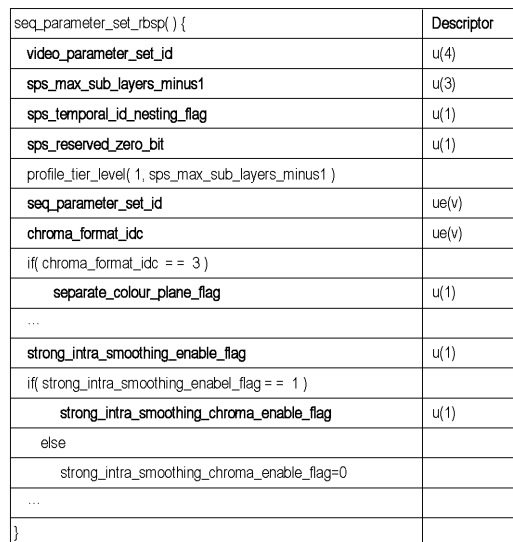 seq_parameter_set_rbsp( ) { Descriptor
video_parameter_set_id u(4)
sps_max_sub_layers_minus1 u(3)
sps_temporal_id_nesting_flag u(1)
sps_reserved_zero_bit u(1)
profile_tier_level( 1, sps_max_sub_layers_minus1 )
seq_parameter_set_id ue(v)
chroma_format_idc ue(v)
if( chroma_format_idc = = 3 )
separate_colour_plane_flag u(1)
…
strong_intra_smoothing_enable_flag u(1)
if( strong_intra_smoothing_enabel_flag = = 1 )
strong_intra_smoothing_chroma_enable_flag u(1)
else
strong_intra_smoothing_chroma_enable_flag=0
…
}